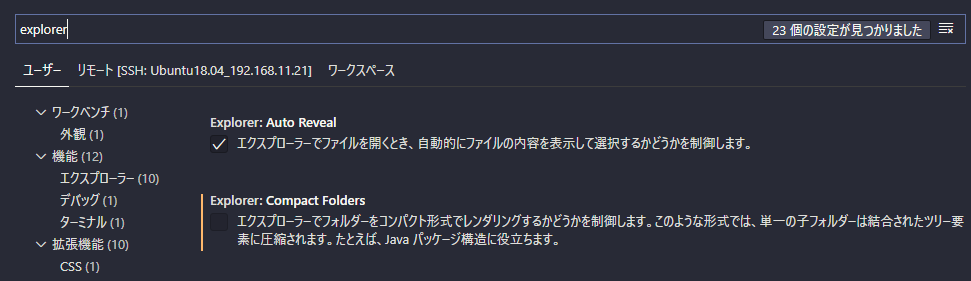 explorer
23 個の設定が見つかりました
ユーザー リモート [SSH: Ubuntu18.04_192.168.11.21] ワークスペース
ワークベンチ (1)
外観 (1)
機能 (12)
エクスプローラー (10)
デバッグ (1)
ターミナル (1)
拡張機能 (10)
CSS (1)
Explorer: Auto Reveal
エクスプローラーでファイルを開くとき、自動的にファイルの内容を表示して選択するかどうかを制御します。
Explorer: Compact Folders
エクスプローラーでフォルダーをコンパクト形式でレンダリングするかどうかを制御します。このような形式では、単一の子フォルダーは結合されたツリー要
素に圧縮されます。たとえば、Java パッケージ構造に役立ちます。